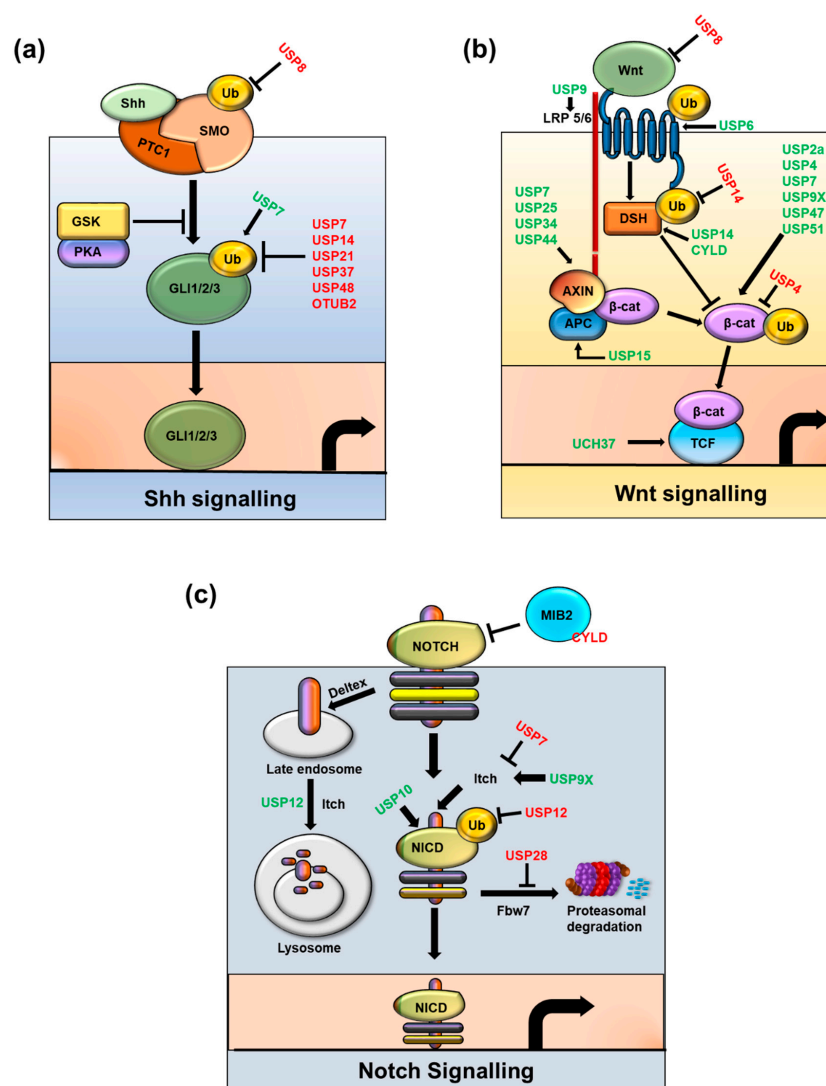 (a)
USP8
Ub
Shh
SMO
PTC1
GSK
PKA
USP7
Ub
GLI1/2/3
USP7
USP14
USP21
USP37
USP48
OTUB2
GLI1/2/3
Shh signalling
(b)
USP8
Wnt
USP9
LRP 5/6
Ub
USP6
USP2a
USP4
USP7
USP9X
USP47
USP51
USP7
USP25
USP34
USP44
DSH
Ub
USP14
USP14
CYLD
AXIN
APC
β-cat
USP4
β-cat
Ub
USP15
β-cat
TCF
UCH37
Wnt signalling
(c)
MIB2
CYLD
NOTCH
Deltex
Late endosome
USP12
Itch
Lysosome
USP7
Itch
USP9X
USP10
Ub
USP12
NICD
USP28
Fbw7
Proteasomal
degradation
NICD
Notch Signalling